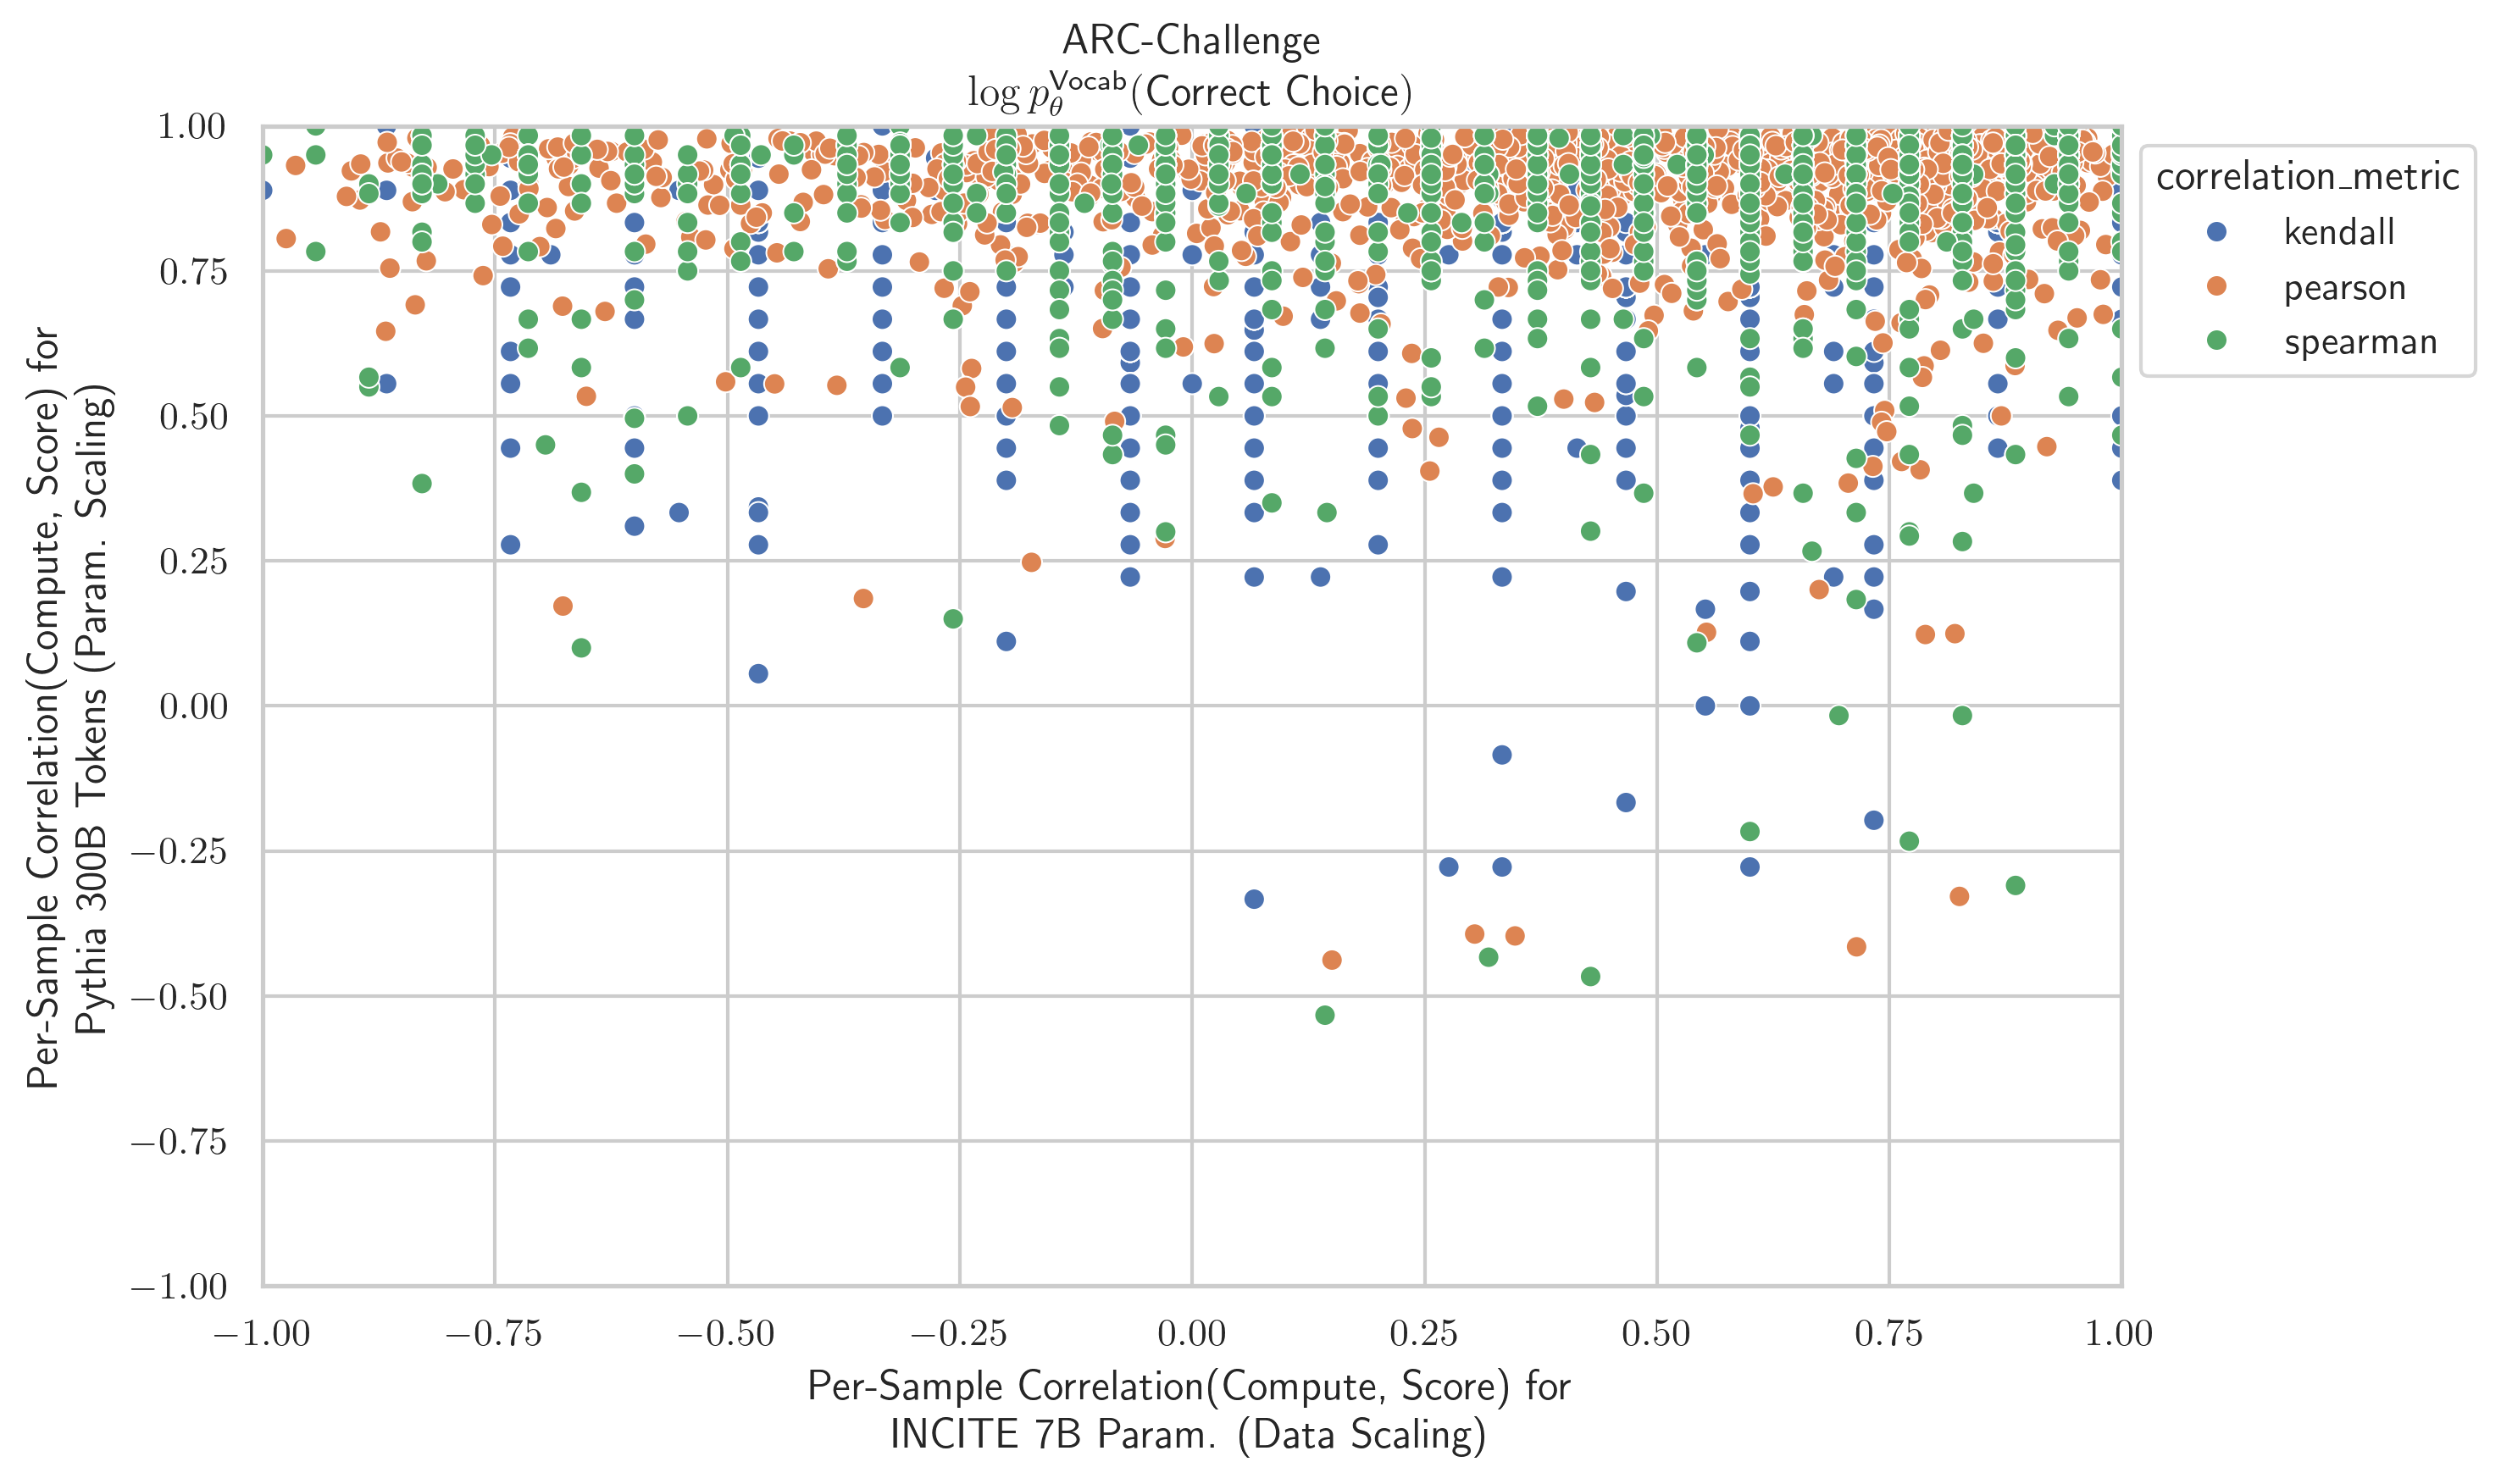 ARC-Challenge
log p_θ^Vocab(Correct Choice)
Per-Sample Correlation(Compute, Score) for
Pythia 300B Tokens (Param. Scaling)
1.00
0.75
0.50
0.25
0.00
−0.25
−0.50
−0.75
−1.00
−1.00 −0.75 −0.50 −0.25 0.00 0.25 0.50 0.75 1.00
Per-Sample Correlation(Compute, Score) for
INCITE 7B Param. (Data Scaling)
correlation_metric
kendall
pearson
spearman